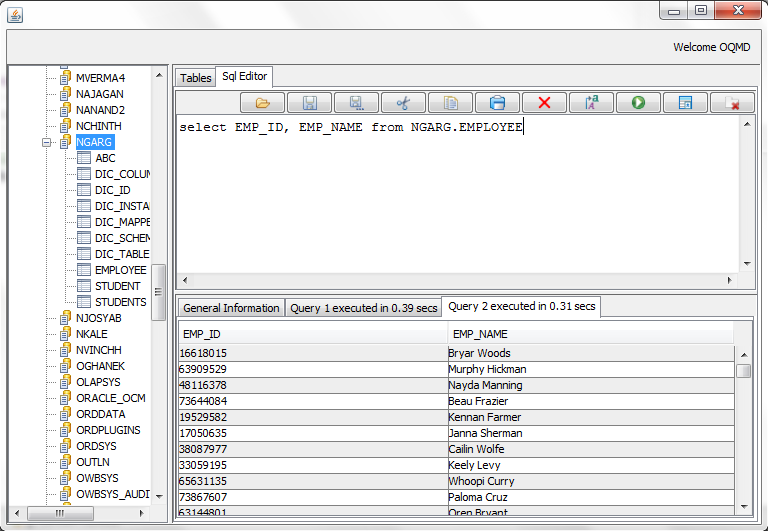 Welcome OQMD
MVERMA4
NAJAGAN
NANAND2
NCHINTH
NGARG
ABC
DIC_COLUM
DIC_ID
DIC_INSTA
DIC_MAPPE
DIC_SCHEM
DIC_TABLE
EMPLOYEE
STUDENT
STUDENTS
NJOSYAB
NKALE
NVINCHH
OGHANEK
OLAPSYS
ORACLE_OCM
ORDDATA
ORDPLUGINS
ORDSYS
OUTLN
OWBSYS
OWBSYS_AUDI
Tables Sql Editor
select EMP_ID, EMP_NAME from NGARG.EMPLOYEE
General Information Query 1 executed in 0.39 secs Query 2 executed in 0.31 secs
EMP_ID EMP_NAME
16618015 Bryar Woods
63909529 Murphy Hickman
48116378 Nayda Manning
73644084 Beau Frazier
19529582 Kennan Farmer
17050635 Janna Sherman
38087977 Cailin Wolfe
33059195 Keely Levy
65631135 Whoopi Curry
73867607 Paloma Cruz
63144801 Oren Bryant